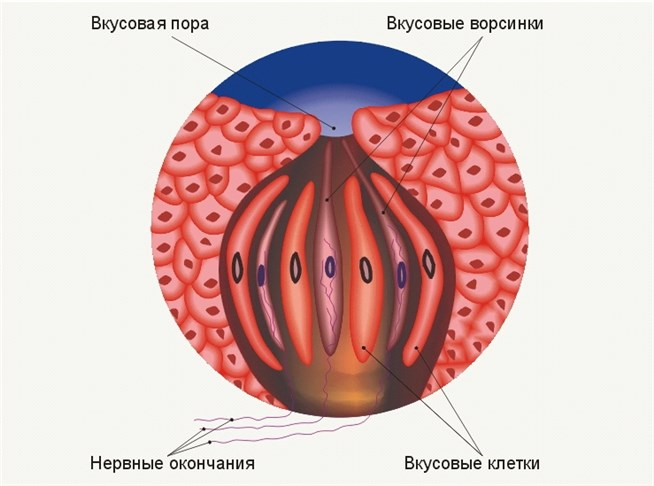 Вкусовая пора
Вкусовые ворсинки
Нервные окончания
Вкусовые клетки